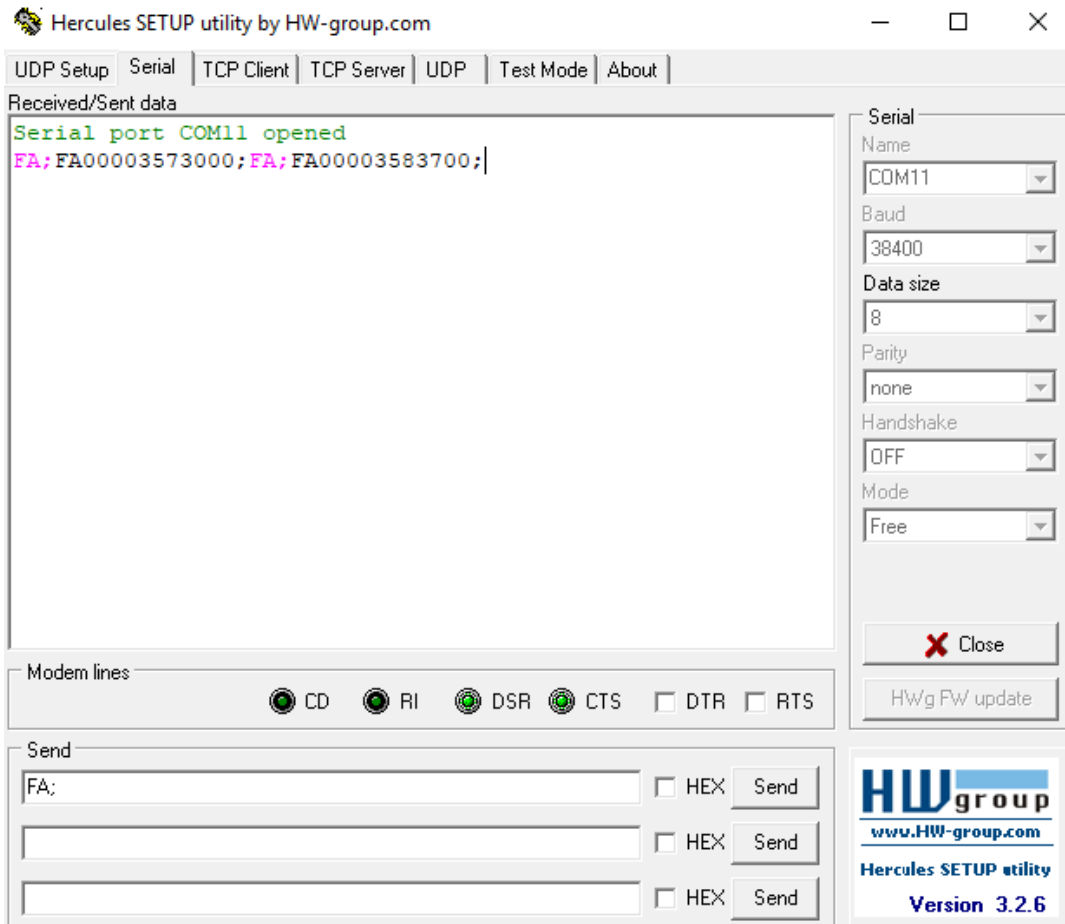 Hercules SETUP utility by HW-group.com
UDP Setup Serial TCP Client TCP Server UDP Test Mode About
Received/Sent data
Serial port COM11 opened
FA;FA00003573000;FA;FA00003583700;
Serial
Name
COM11
Baud
38400
Data size
8
Parity
none
Handshake
OFF
Mode
Free
Close
HWg FW update
Modem lines
CD RI DSR CTS DTR RTS
Send
FA; HEX Send
HEX Send
HEX Send
HWgroup
www.HW-group.com
Hercules SETUP utility
Version 3.2.6